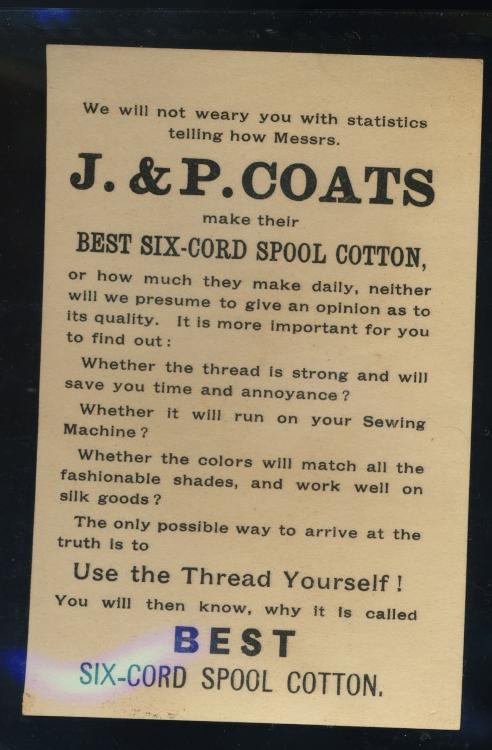 We will not weary you with statistics
telling how Messrs.
J. & P. COATS
make their
BEST SIX-CORD SPOOL COTTON,
or how much they make daily, neither
will we presume to give an opinion as to
its quality. It is more important for you
to find out:
Whether the thread is strong and will
save you time and annoyance?
Whether it will run on your Sewing
Machine?
Whether the colors will match all the
fashionable shades, and work well on
silk goods?
The only possible way to arrive at the
truth is to
Use the Thread Yourself!
You will then know, why it is called
BEST
SIX-CORD SPOOL COTTON.